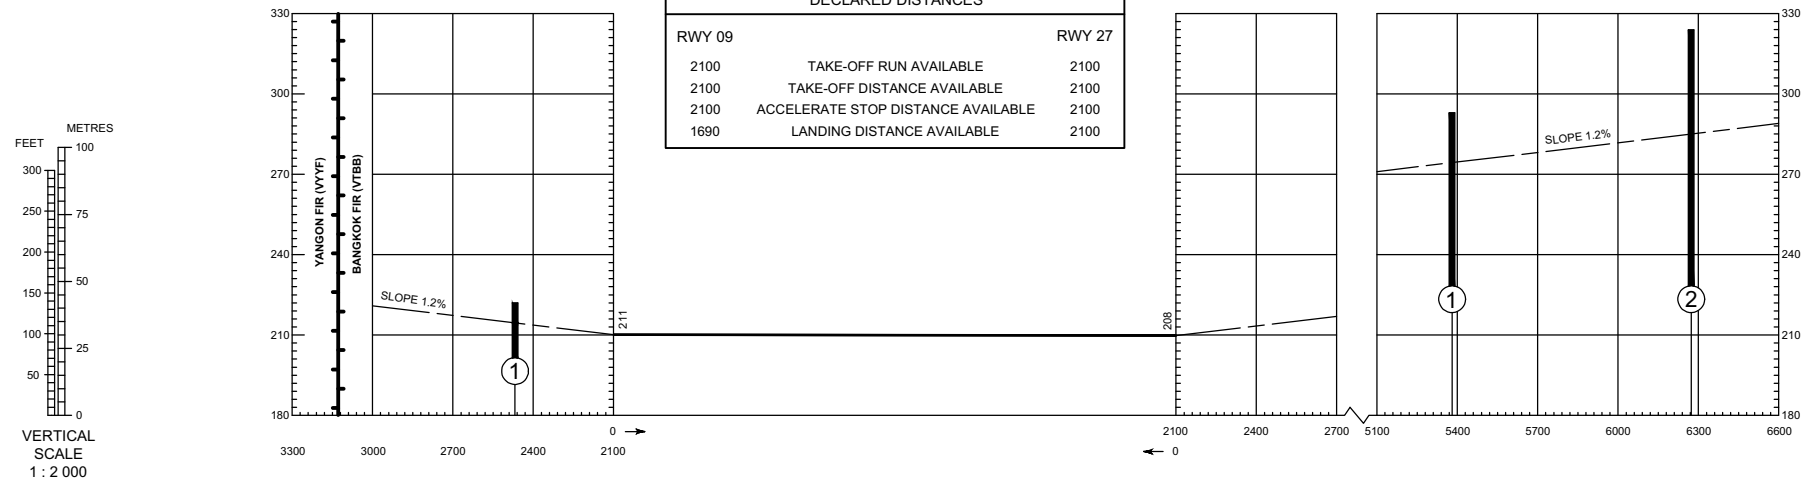 DECLARED DISTANCES
RWY 09 RWY 27
2100 TAKE-OFF RUN AVAILABLE 2100
2100 TAKE-OFF DISTANCE AVAILABLE 2100
2100 ACCELERATE STOP DISTANCE AVAILABLE 2100
1690 LANDING DISTANCE AVAILABLE 2100
FEET METRES
100
300
250 75
200
150 50
100 25
50
0
VERTICAL
SCALE
1 : 2 000
330
300
270
240
210
180
YANGON FIR (VYYF)
BANGKOK FIR (VTBB)
SLOPE 1.2%
1
211
208
SLOPE 1.2%
1
2
330
300
270
240
210
180
0 2100 2400 2700 5100 5400 5700 6000 6300 6600
3300 3000 2700 2400 2100 0